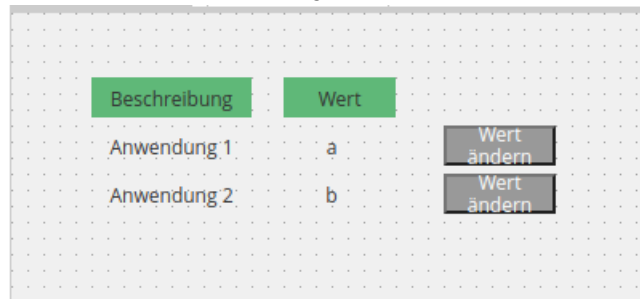 Beschreibung Wert
Anwendung 1 a Wert ändern
Anwendung 2 b Wert ändern